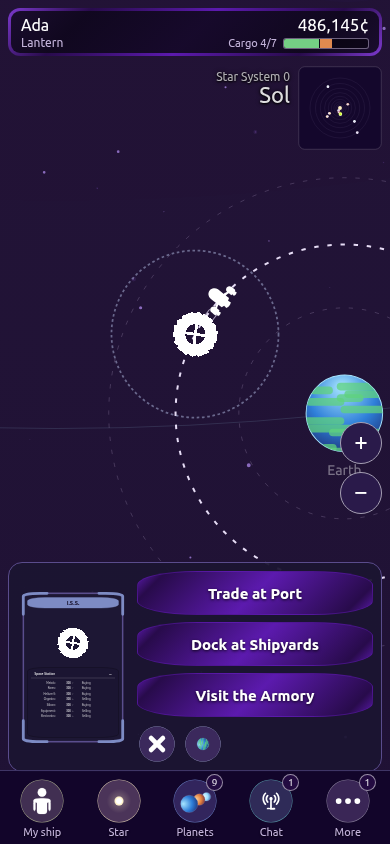 Ada
486,145¢
Lantern
Cargo 4/7
Star System 0
Sol
Earth
+
−
I.S.S.
Space Station
Trade at Port
Dock at Shipyards
Visit the Armory
9
1
1
My ship
Star
Planets
Chat
More